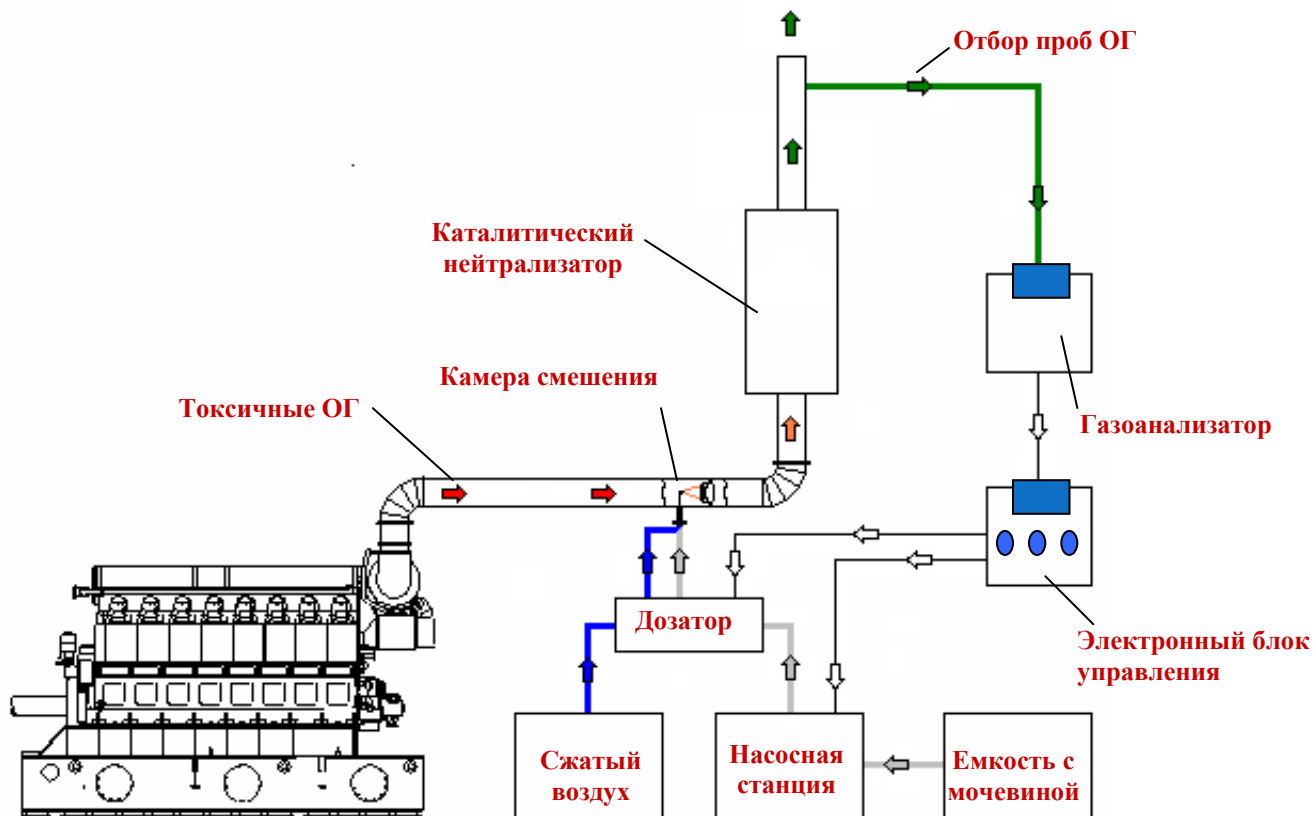 Отбор проб ОГ
Каталитический
нейтрализатор
Камера смешения
Токсичные ОГ
Газоанализатор
Дозатор
Электронный блок
управления
Сжатый
воздух
Насосная
станция
Емкость с
мочевиной